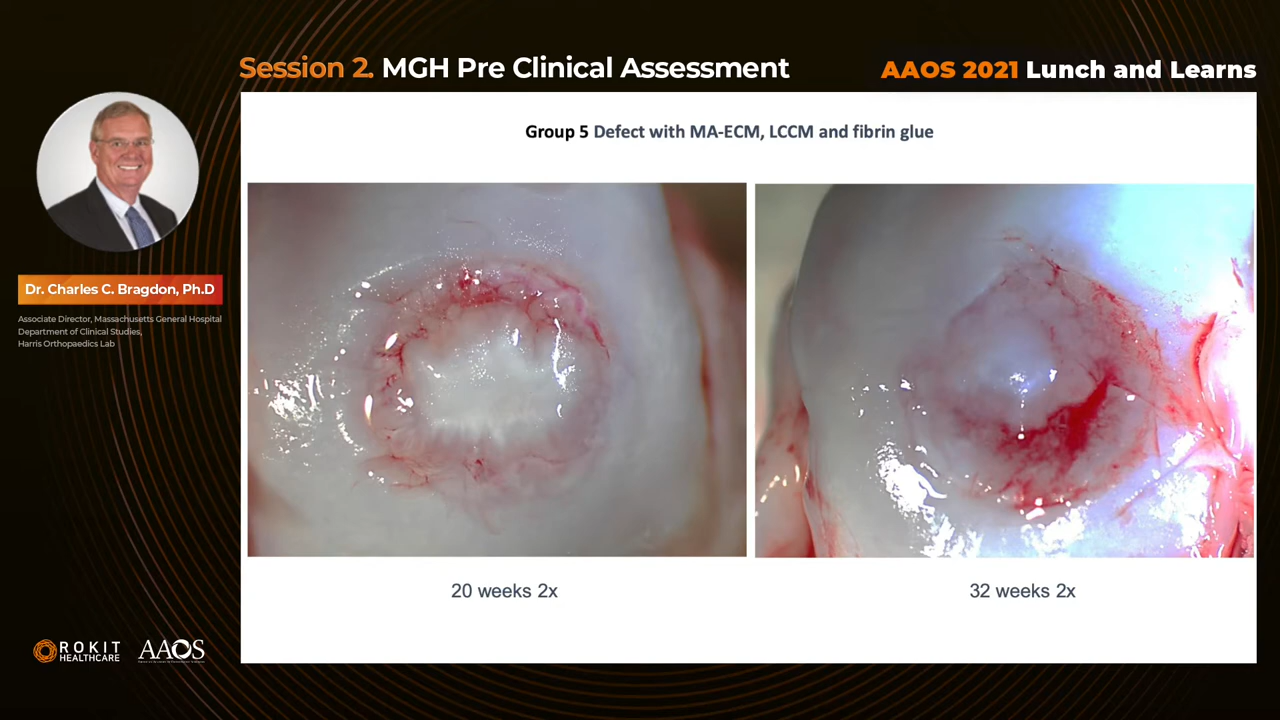 Session 2. MGH Pre Clinical Assessment
AAOS 2021 Lunch and Learns
Group 5 Defect with MA-ECM, LCCM and fibrin glue
Dr. Charles C. Bragdon, Ph.D
Associate Director, Massachusetts General Hospital
Department of Clinical Studies,
Harris Orthopaedics Lab
20 weeks 2x
32 weeks 2x
ROKIT
HEALTHCARE
AAOS